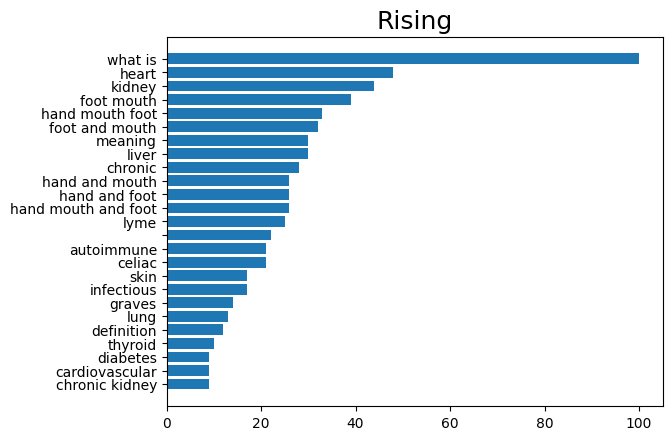 Rising
what is
heart
kidney
foot mouth
hand mouth foot
foot and mouth
meaning
liver
chronic
hand and mouth
hand and foot
hand mouth and foot
lyme
autoimmune
celiac
skin
infectious
graves
lung
definition
thyroid
diabetes
cardiovascular
chronic kidney
0 20 40 60 80 100